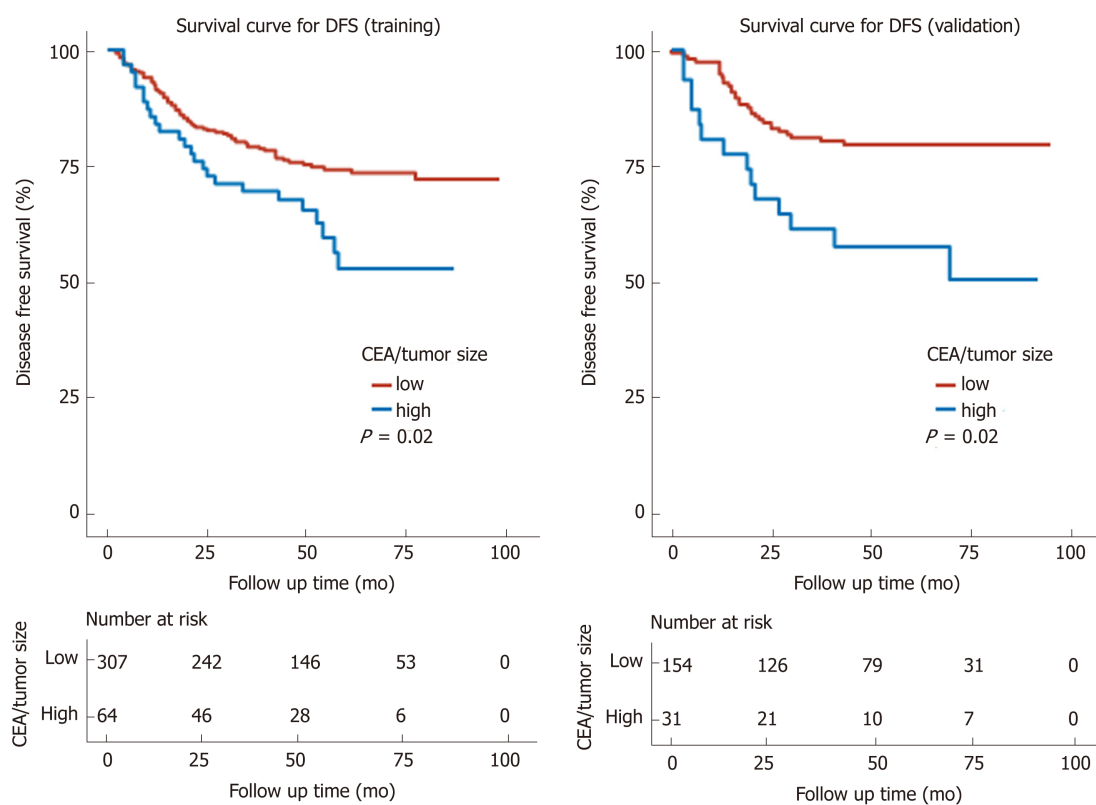 Survival curve for DFS (training)
100
75
50
25
0
Disease free survival (%)
CEA/tumor size
low
high
P = 0.02
0 25 50 75 100
Follow up time (mo)
Number at risk
CEA/tumor size
Low 307 242 146 53 0
High 64 46 28 6 0
0 25 50 75 100
Follow up time (mo)
Survival curve for DFS (validation)
100
75
50
25
0
Disease free survival (%)
CEA/tumor size
low
high
P = 0.02
0 25 50 75 100
Follow up time (mo)
Number at risk
CEA/tumor size
Low 154 126 79 31 0
High 31 21 10 7 0
0 25 50 75 100
Follow up time (mo)